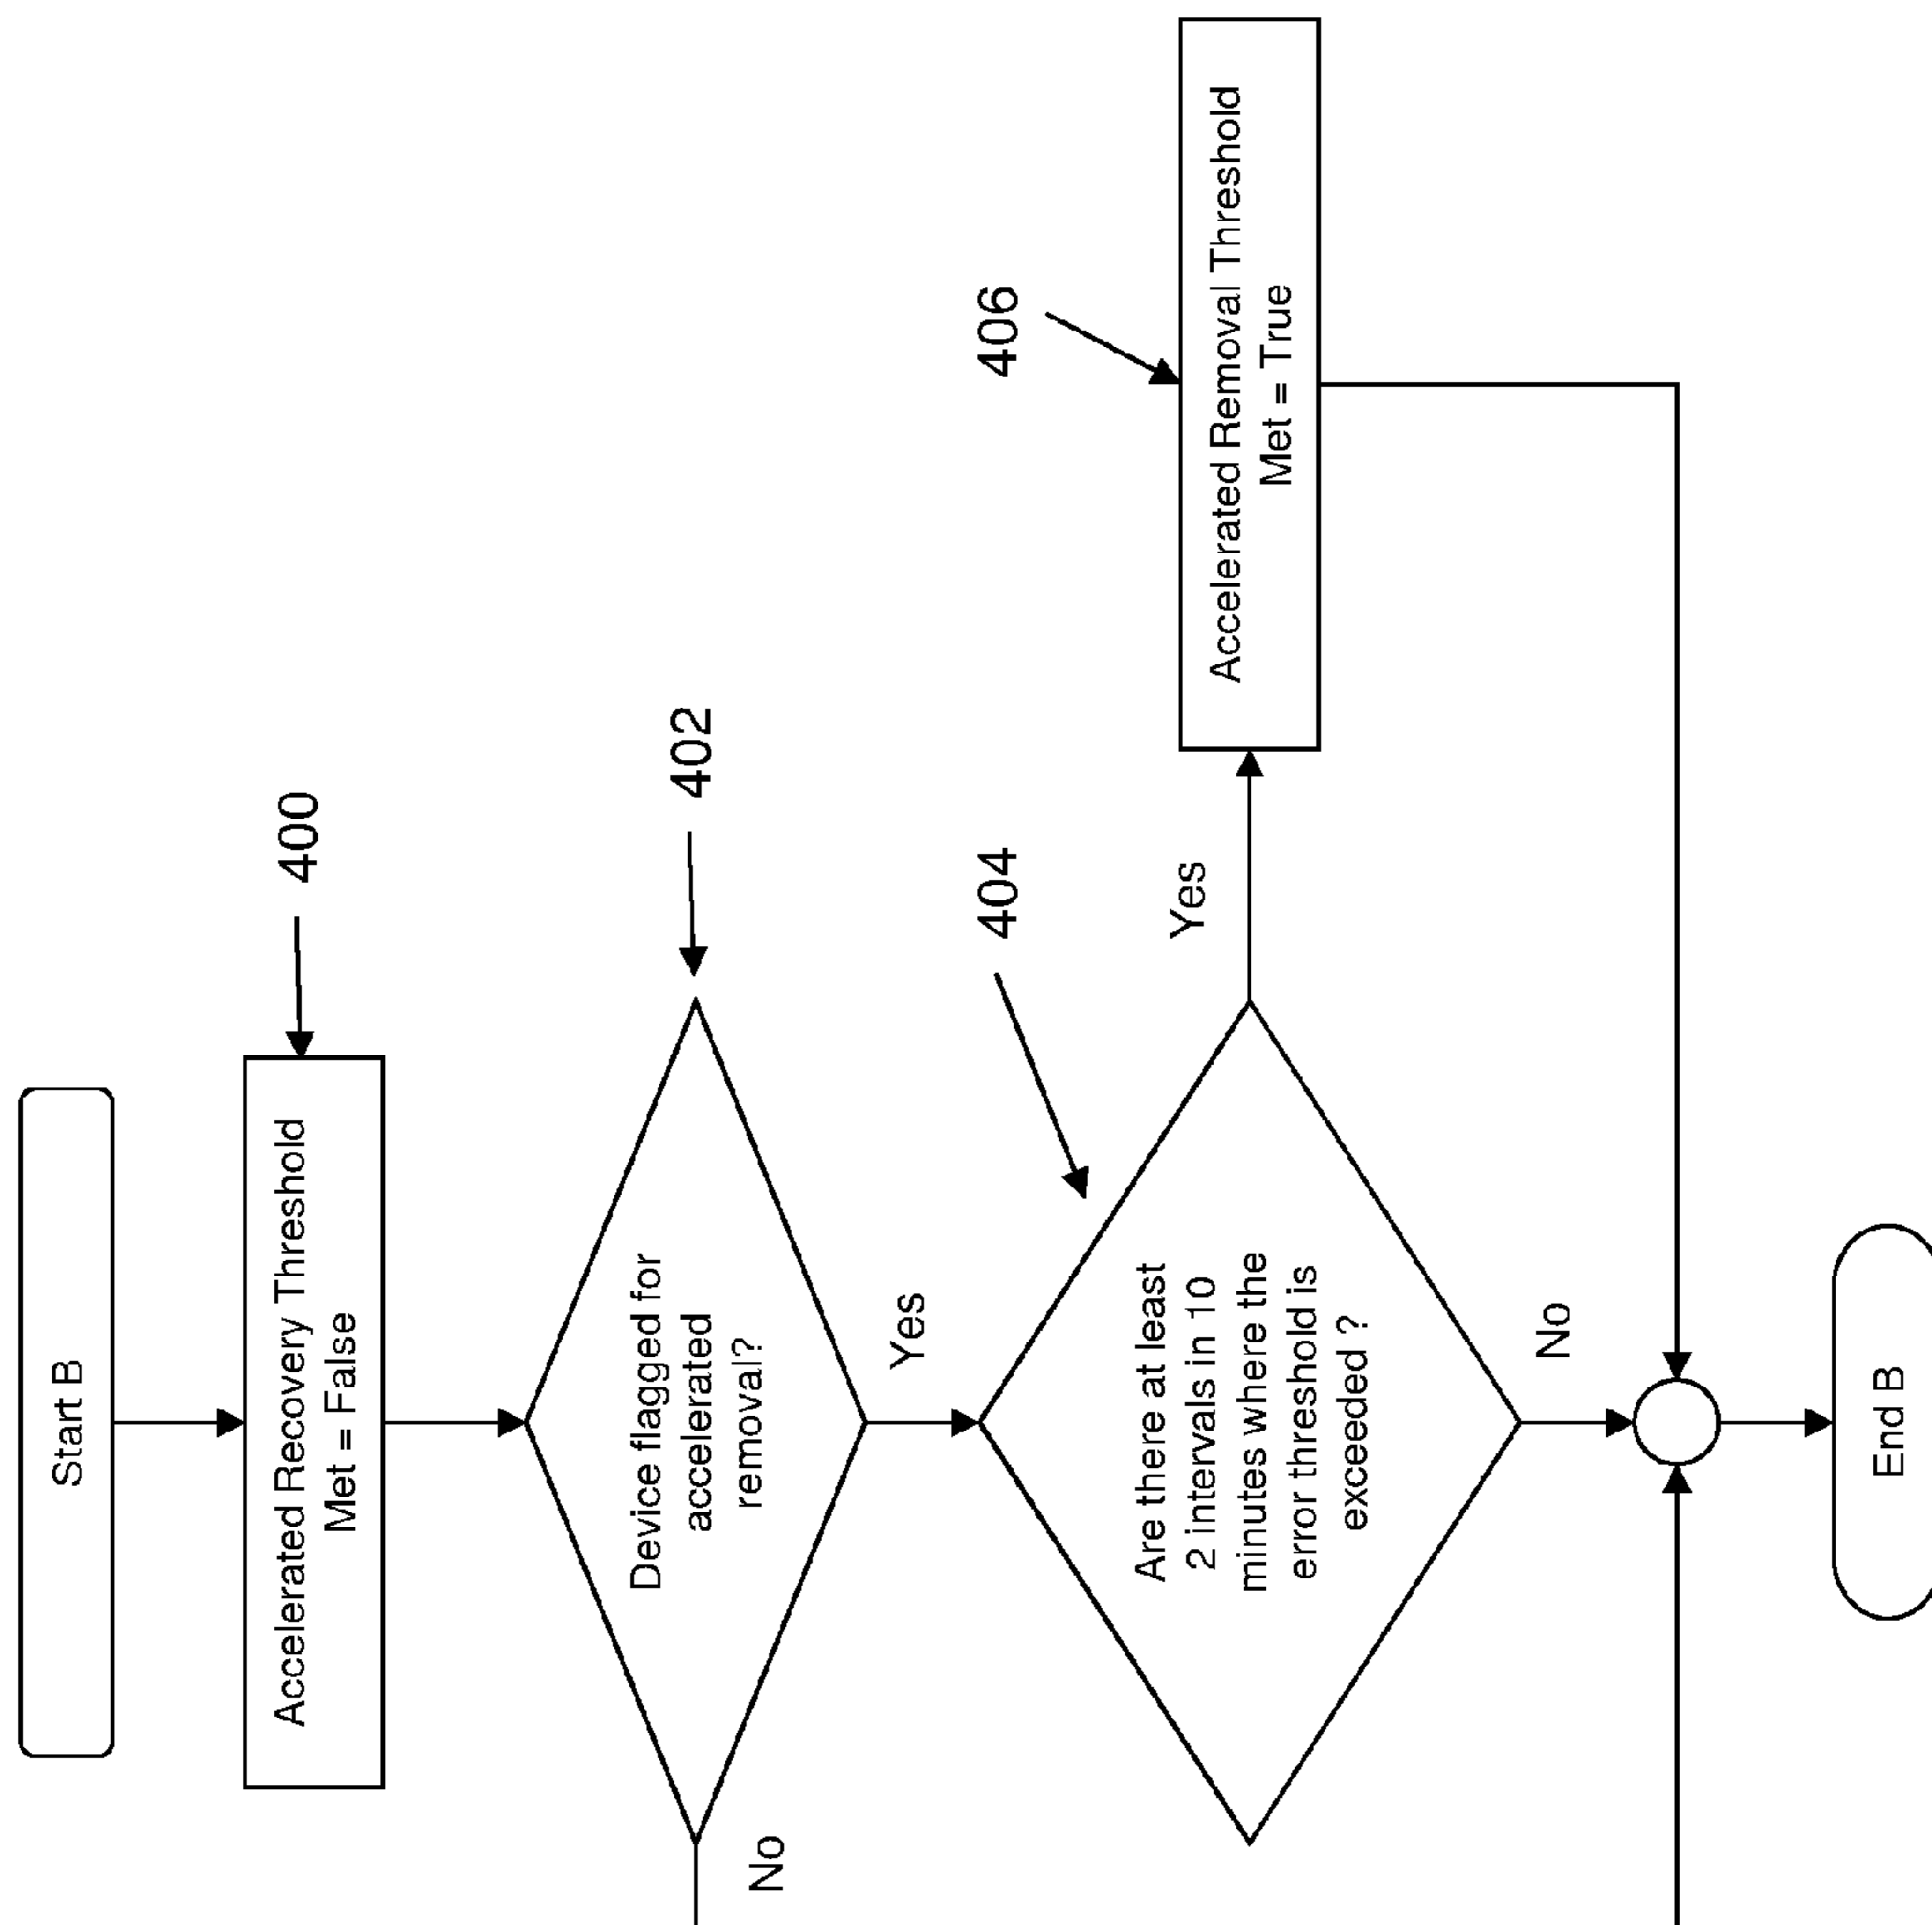 Start B
400
Accelerated Recovery Threshold
Met = False
402
Device flagged for
accelerated
removal?
No
Yes
404
Are there at least
2 intervals in 10
minutes where the
error threshold is
exceeded ?
Yes
406
Accelerated Removal Threshold
Met = True
No
End B